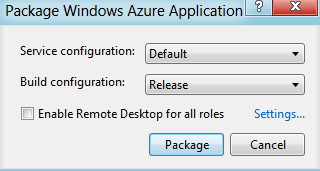 Package Windows Azure Application
Service configuration: Default
Build configuration: Release
Enable Remote Desktop for all roles Settings...
Package Cancel